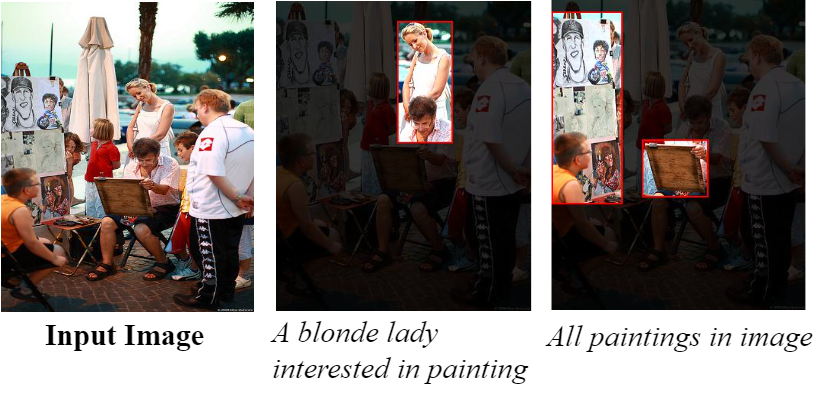 Input Image
A blonde lady
interested in painting
All paintings in image